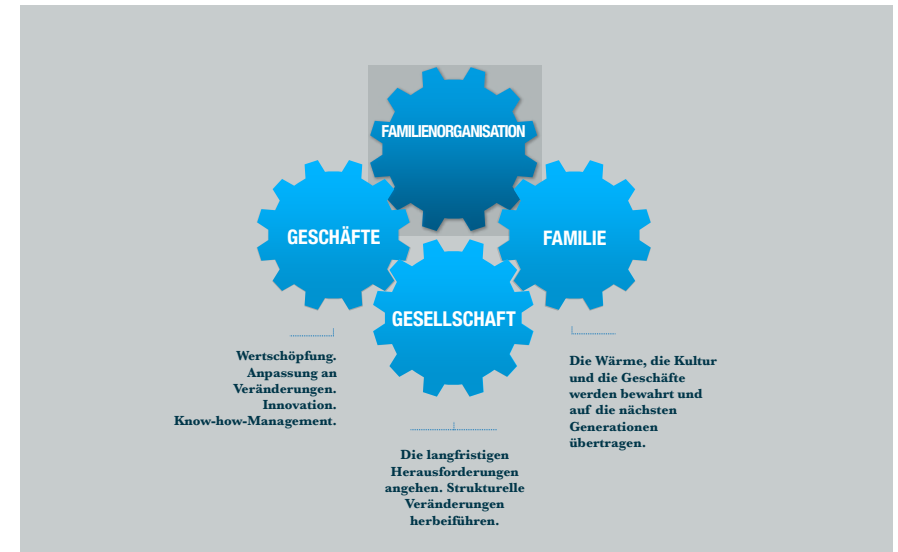 FAMILIENORGANISATION
GESCHÄFTE
FAMILIE
GESELLSCHAFT
Wertschöpfung.
Anpassung an
Veränderungen.
Innovation.
Know-how-Management.
Die Wärme, die Kultur
und die Geschäfte
werden bewahrt und
auf die nächsten
Generationen
übertragen.
Die langfristigen
Herausforderungen
angehen. Strukturelle
Veränderungen
herbeiführen.